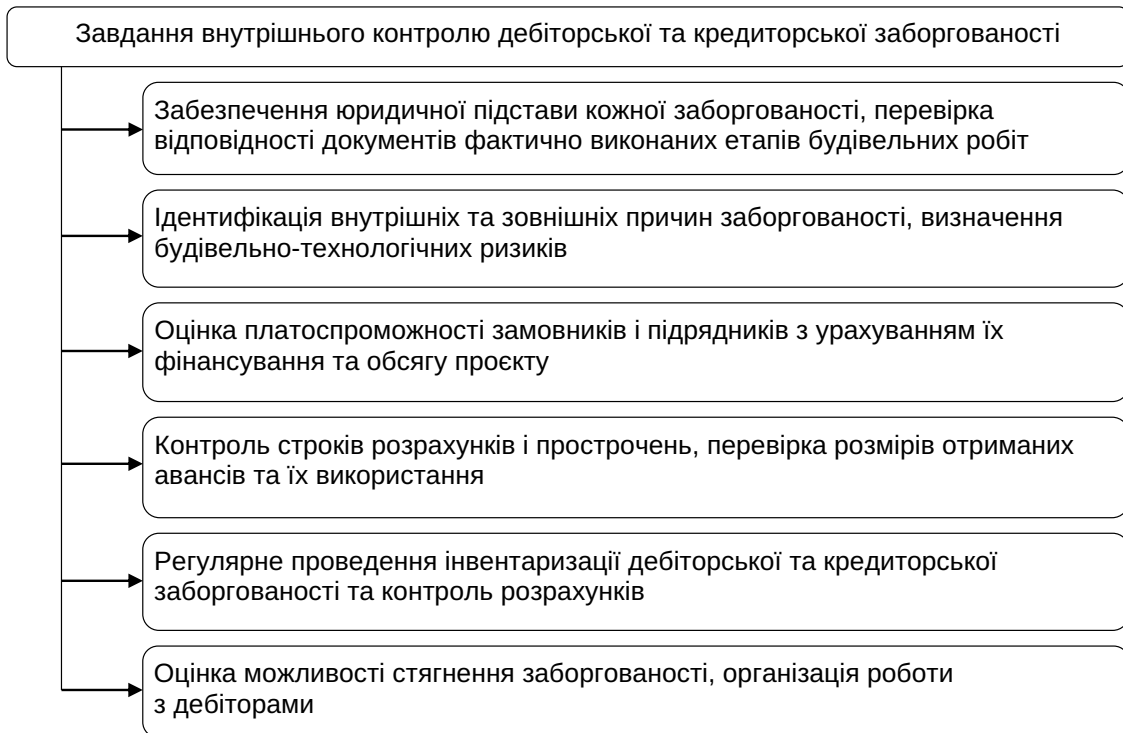 Завдання внутрішнього контролю дебіторської та кредиторської заборгованості
Забезпечення юридичної підстави кожної заборгованості, перевірка
відповідності документів фактично виконаних етапів будівельних робіт
Ідентифікація внутрішніх та зовнішніх причин заборгованості, визначення
будівельно-технологічних ризиків
Оцінка платоспроможності замовників і підрядників з урахуванням їх
фінансування та обсягу проєкту
Контроль строків розрахунків і прострочень, перевірка розмірів отриманих
авансів та їх використання
Регулярне проведення інвентаризації дебіторської та кредиторської
заборгованості та контроль розрахунків
Оцінка можливості стягнення заборгованості, організація роботи
з дебіторами